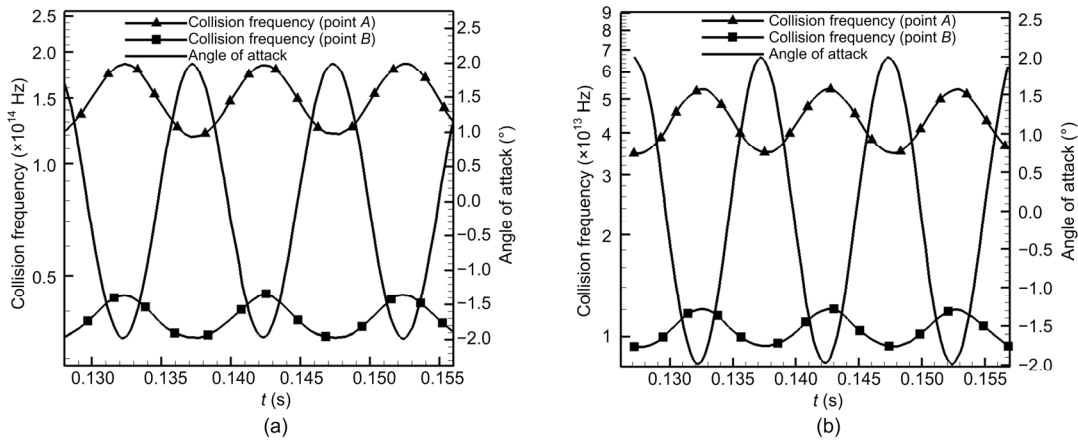 Collision frequency (point A)
Collision frequency (point B)
Angle of attack
2.5
2.0
1.5
1.0
0.5
Collision frequency (×10¹⁴ Hz)
2.5
2.0
1.5
1.0
0.5
0.0
−0.5
−1.0
−1.5
−2.0
Angle of attack (°)
0.130 0.135 0.140 0.145 0.150 0.155
t (s)
(a)
Collision frequency (point A)
Collision frequency (point B)
Angle of attack
9
8
7
6
5
4
3
2
1
Collision frequency (×10¹³ Hz)
2.5
2.0
1.5
1.0
0.5
0.0
−0.5
−1.0
−1.5
−2.0
Angle of attack (°)
0.130 0.135 0.140 0.145 0.150 0.155
t (s)
(b)